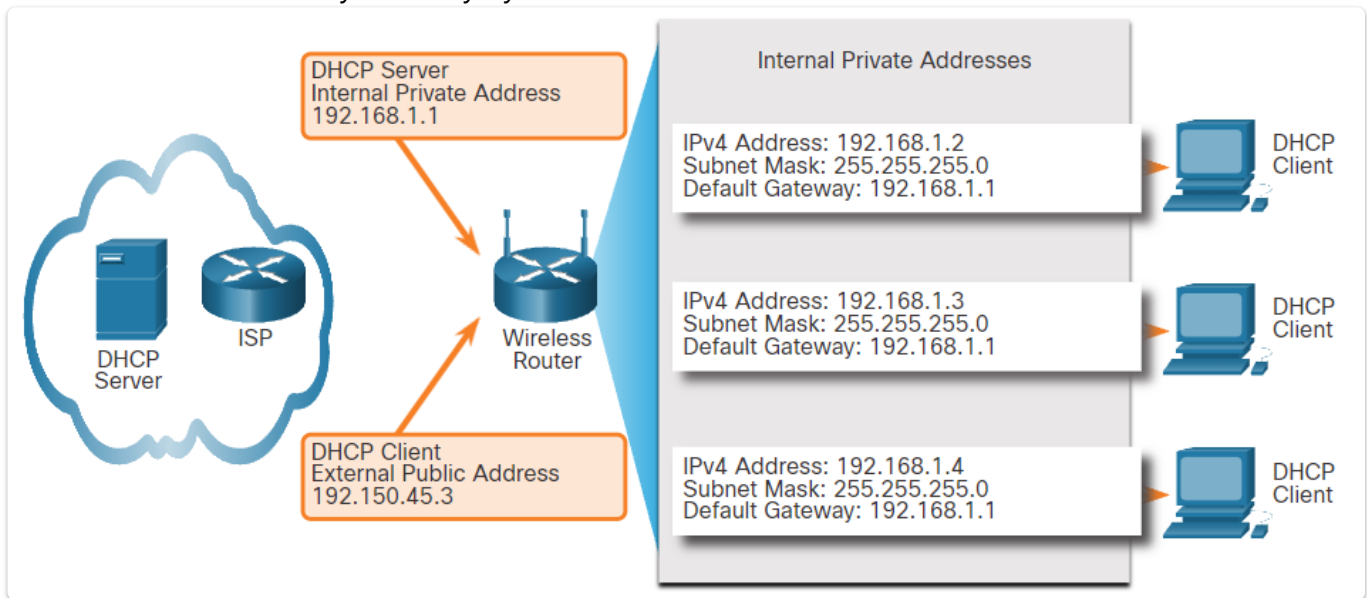 DHCP Server
Internal Private Address
192.168.1.1
Internal Private Addresses
IPv4 Address: 192.168.1.2
Subnet Mask: 255.255.255.0
Default Gateway: 192.168.1.1
DHCP
Client
DHCP
Server
ISP
Wireless
Router
IPv4 Address: 192.168.1.3
Subnet Mask: 255.255.255.0
Default Gateway: 192.168.1.1
DHCP
Client
DHCP Client
External Public Address
192.150.45.3
IPv4 Address: 192.168.1.4
Subnet Mask: 255.255.255.0
Default Gateway: 192.168.1.1
DHCP
Client